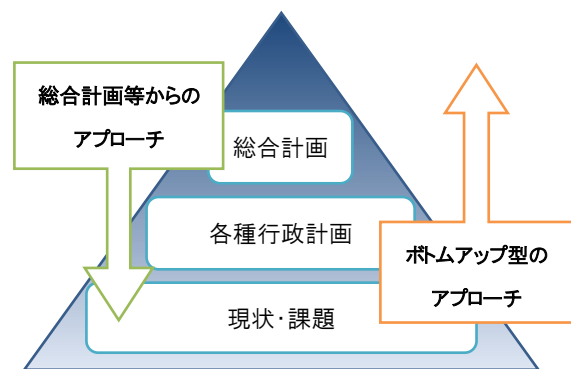 総合計画等からの
アプローチ
総合計画
各種行政計画
現状・課題
ボトムアップ型の
アプローチ